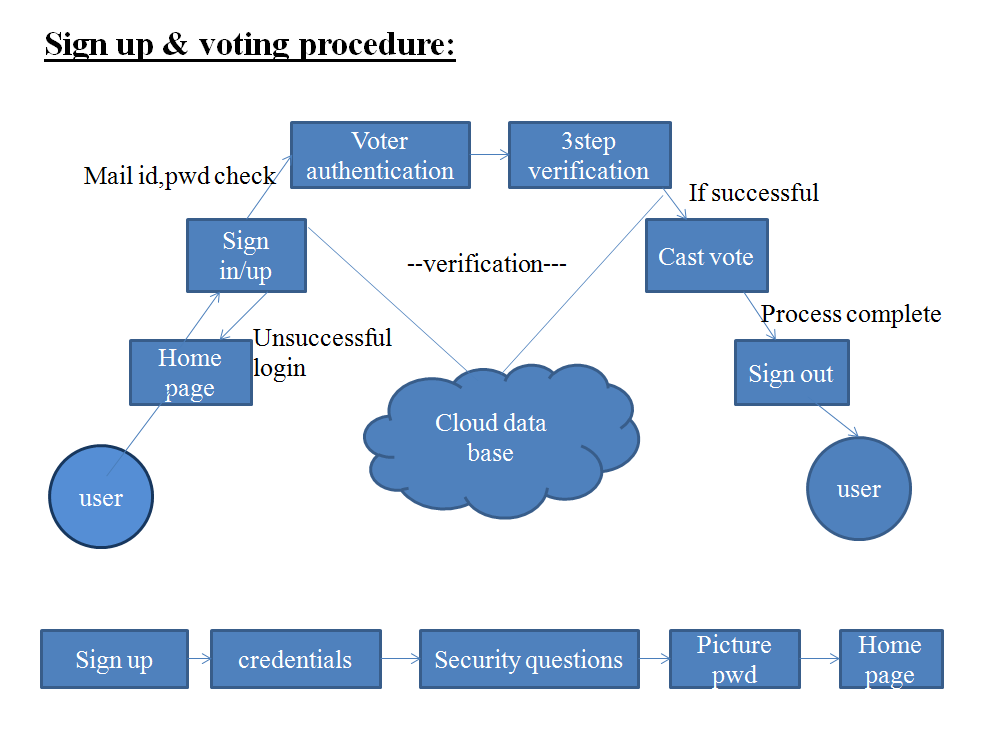 Sign up & voting procedure:
Voter
authentication
3step
verification
Mail id,pwd check
If successful
Sign
in/up
--verification---
Cast vote
Process complete
Unsuccessful
login
Home
page
Sign out
Cloud data
base
user
user
Sign up
credentials
Security questions
Picture
pwd
Home
page